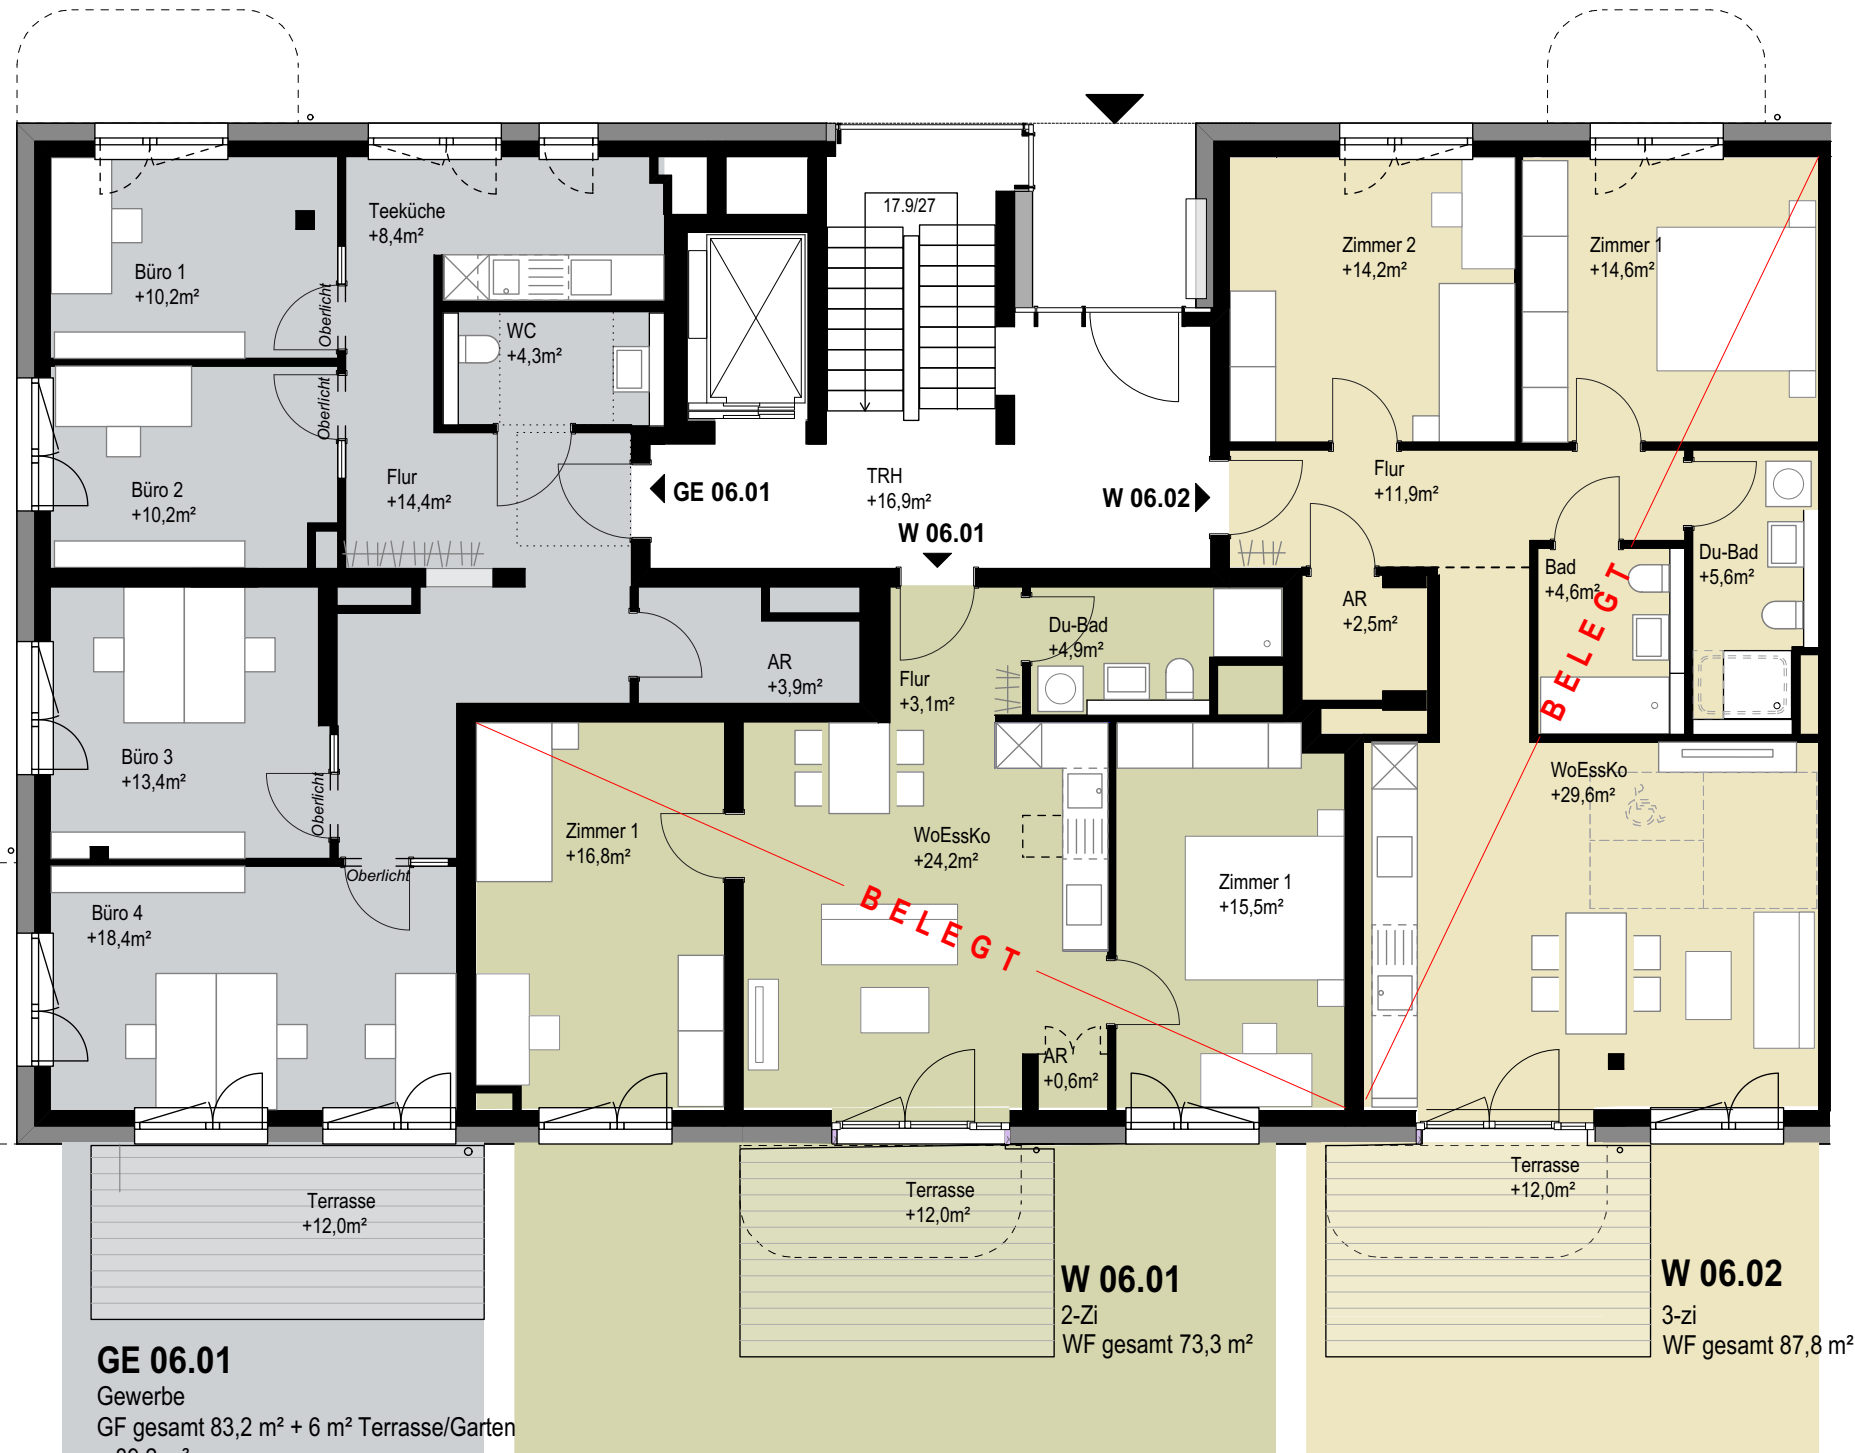 17.9/27
Teeküche
+8,4m²
Büro 1
+10,2m²
Oberlicht
WC
+4,3m²
Zimmer 2
+14,2m²
Zimmer 1
+14,6m²
Oberlicht
Büro 2
+10,2m²
Flur
+14,4m²
GE 06.01
TRH
+16,9m²
W 06.01
W 06.02
Flur
+11,9m²
Bad
+4,6m²
Du-Bad
+5,6m²
AR
+2,5m²
Du-Bad
+4,9m²
AR
+3,9m²
Flur
+3,1m²
BELEGT
Büro 3
+13,4m²
Oberlicht
Zimmer 1
+16,8m²
WoEssKo
+24,2m²
WoEssKo
+29,6m²
Oberlicht
Büro 4
+18,4m²
BELEGT
Zimmer 1
+15,5m²
AR
+0,6m²
Terrasse
+12,0m²
Terrasse
+12,0m²
Terrasse
+12,0m²
W 06.01
2-Zi
WF gesamt 73,3 m²
W 06.02
3-zi
WF gesamt 87,8 m²
GE 06.01
Gewerbe
GF gesamt 83,2 m² + 6 m² Terrasse/Garten